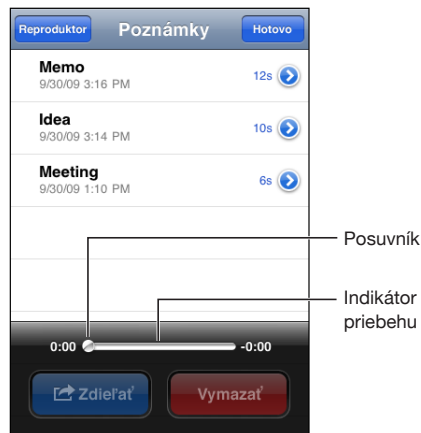 Reproduktor Poznámky Hotovo
Memo
9/30/09 3:16 PM
12s
Idea
9/30/09 3:14 PM
10s
Meeting
9/30/09 1:10 PM
6s
Posuvník
Indikátor
priebehu
0:00 -0:00
Zdieľať Vymazať